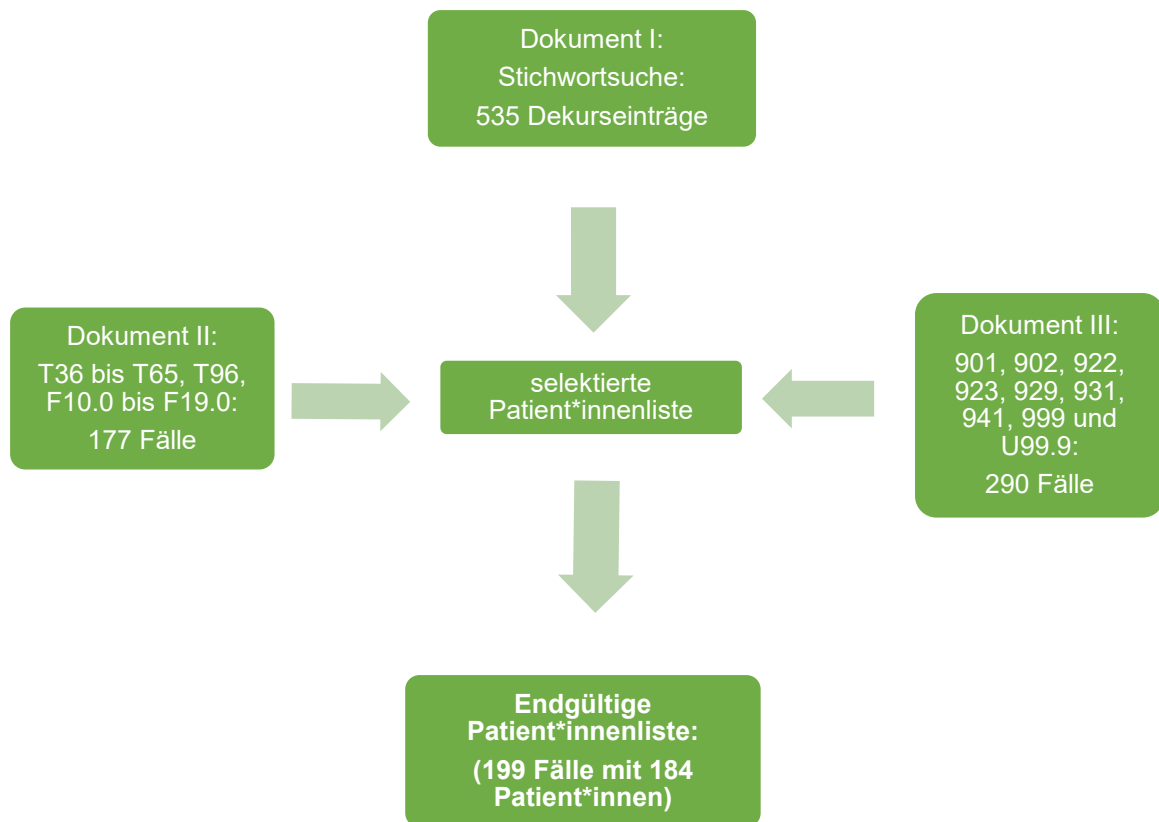 Dokument I:
Stichwortsuche:
535 Dekurseinträge
Dokument II:
T36 bis T65, T96,
F10.0 bis F19.0:
177 Fälle
selektierte
Patient*innenliste
Dokument III:
901, 902, 922,
923, 929, 931,
941, 999 und
U99.9:
290 Fälle
Endgültige
Patient*innenliste:
(199 Fälle mit 184
Patient*innen)